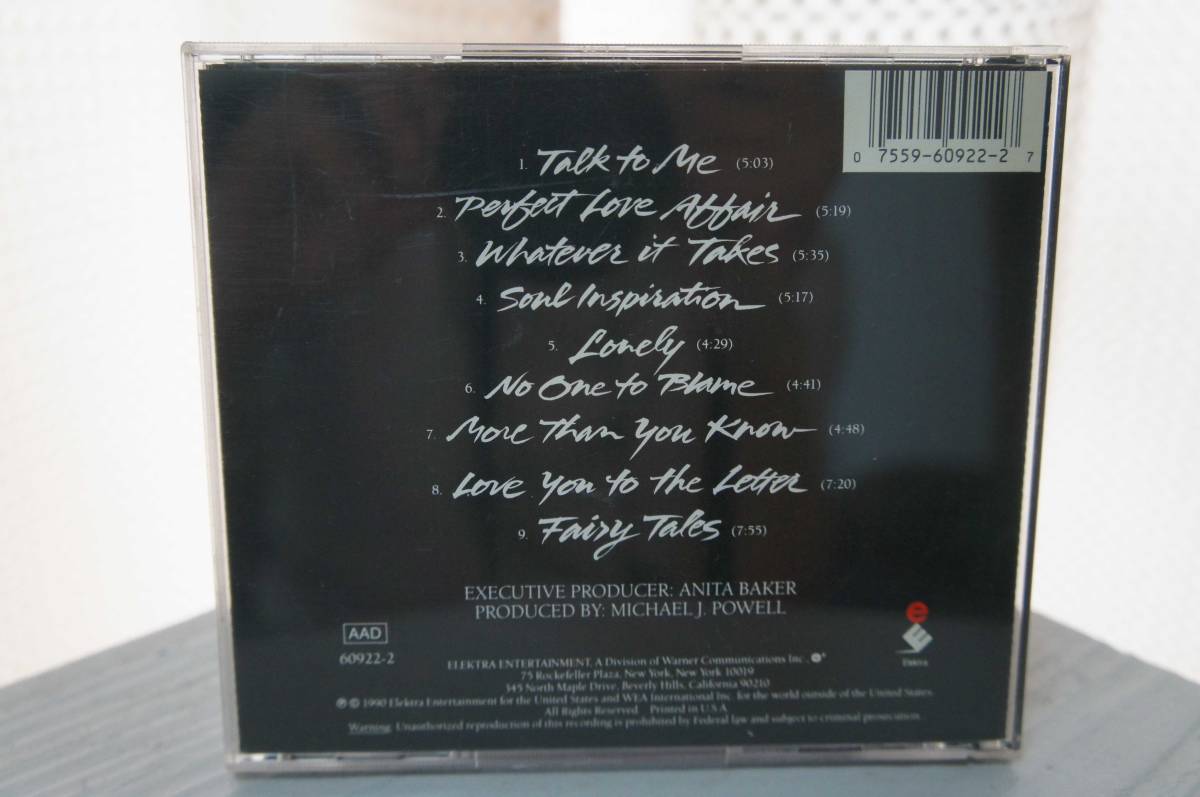 0 7559-60922-2 7
1. Talk to Me (5:03)
2. Perfect Love Affair (5:19)
3. Whatever it Takes (5:35)
4. Soul Inspiration (5:17)
5. Lonely (4:29)
6. No One to Blame (4:41)
7. More Than You Know (4:48)
8. Love You to the Letter (7:20)
9. Fairy Tales (7:55)
EXECUTIVE PRODUCER: ANITA BAKER
PRODUCED BY: MICHAEL J. POWELL
AAD
60922-2
e
E
Elektra
ELEKTRA ENTERTAINMENT, A Division of Warner Communications Inc.
75 Rockefeller Plaza, New York, New York 10019
345 North Maple Drive, Beverly Hills, California 90210
℗ © 1990 Elektra Entertainment for the United States and WEA International Inc. for the world outside of the United States.
All Rights Reserved. Printed in U.S.A.
Warning: Unauthorized reproduction of this recording is prohibited by Federal law and subject to criminal prosecution.